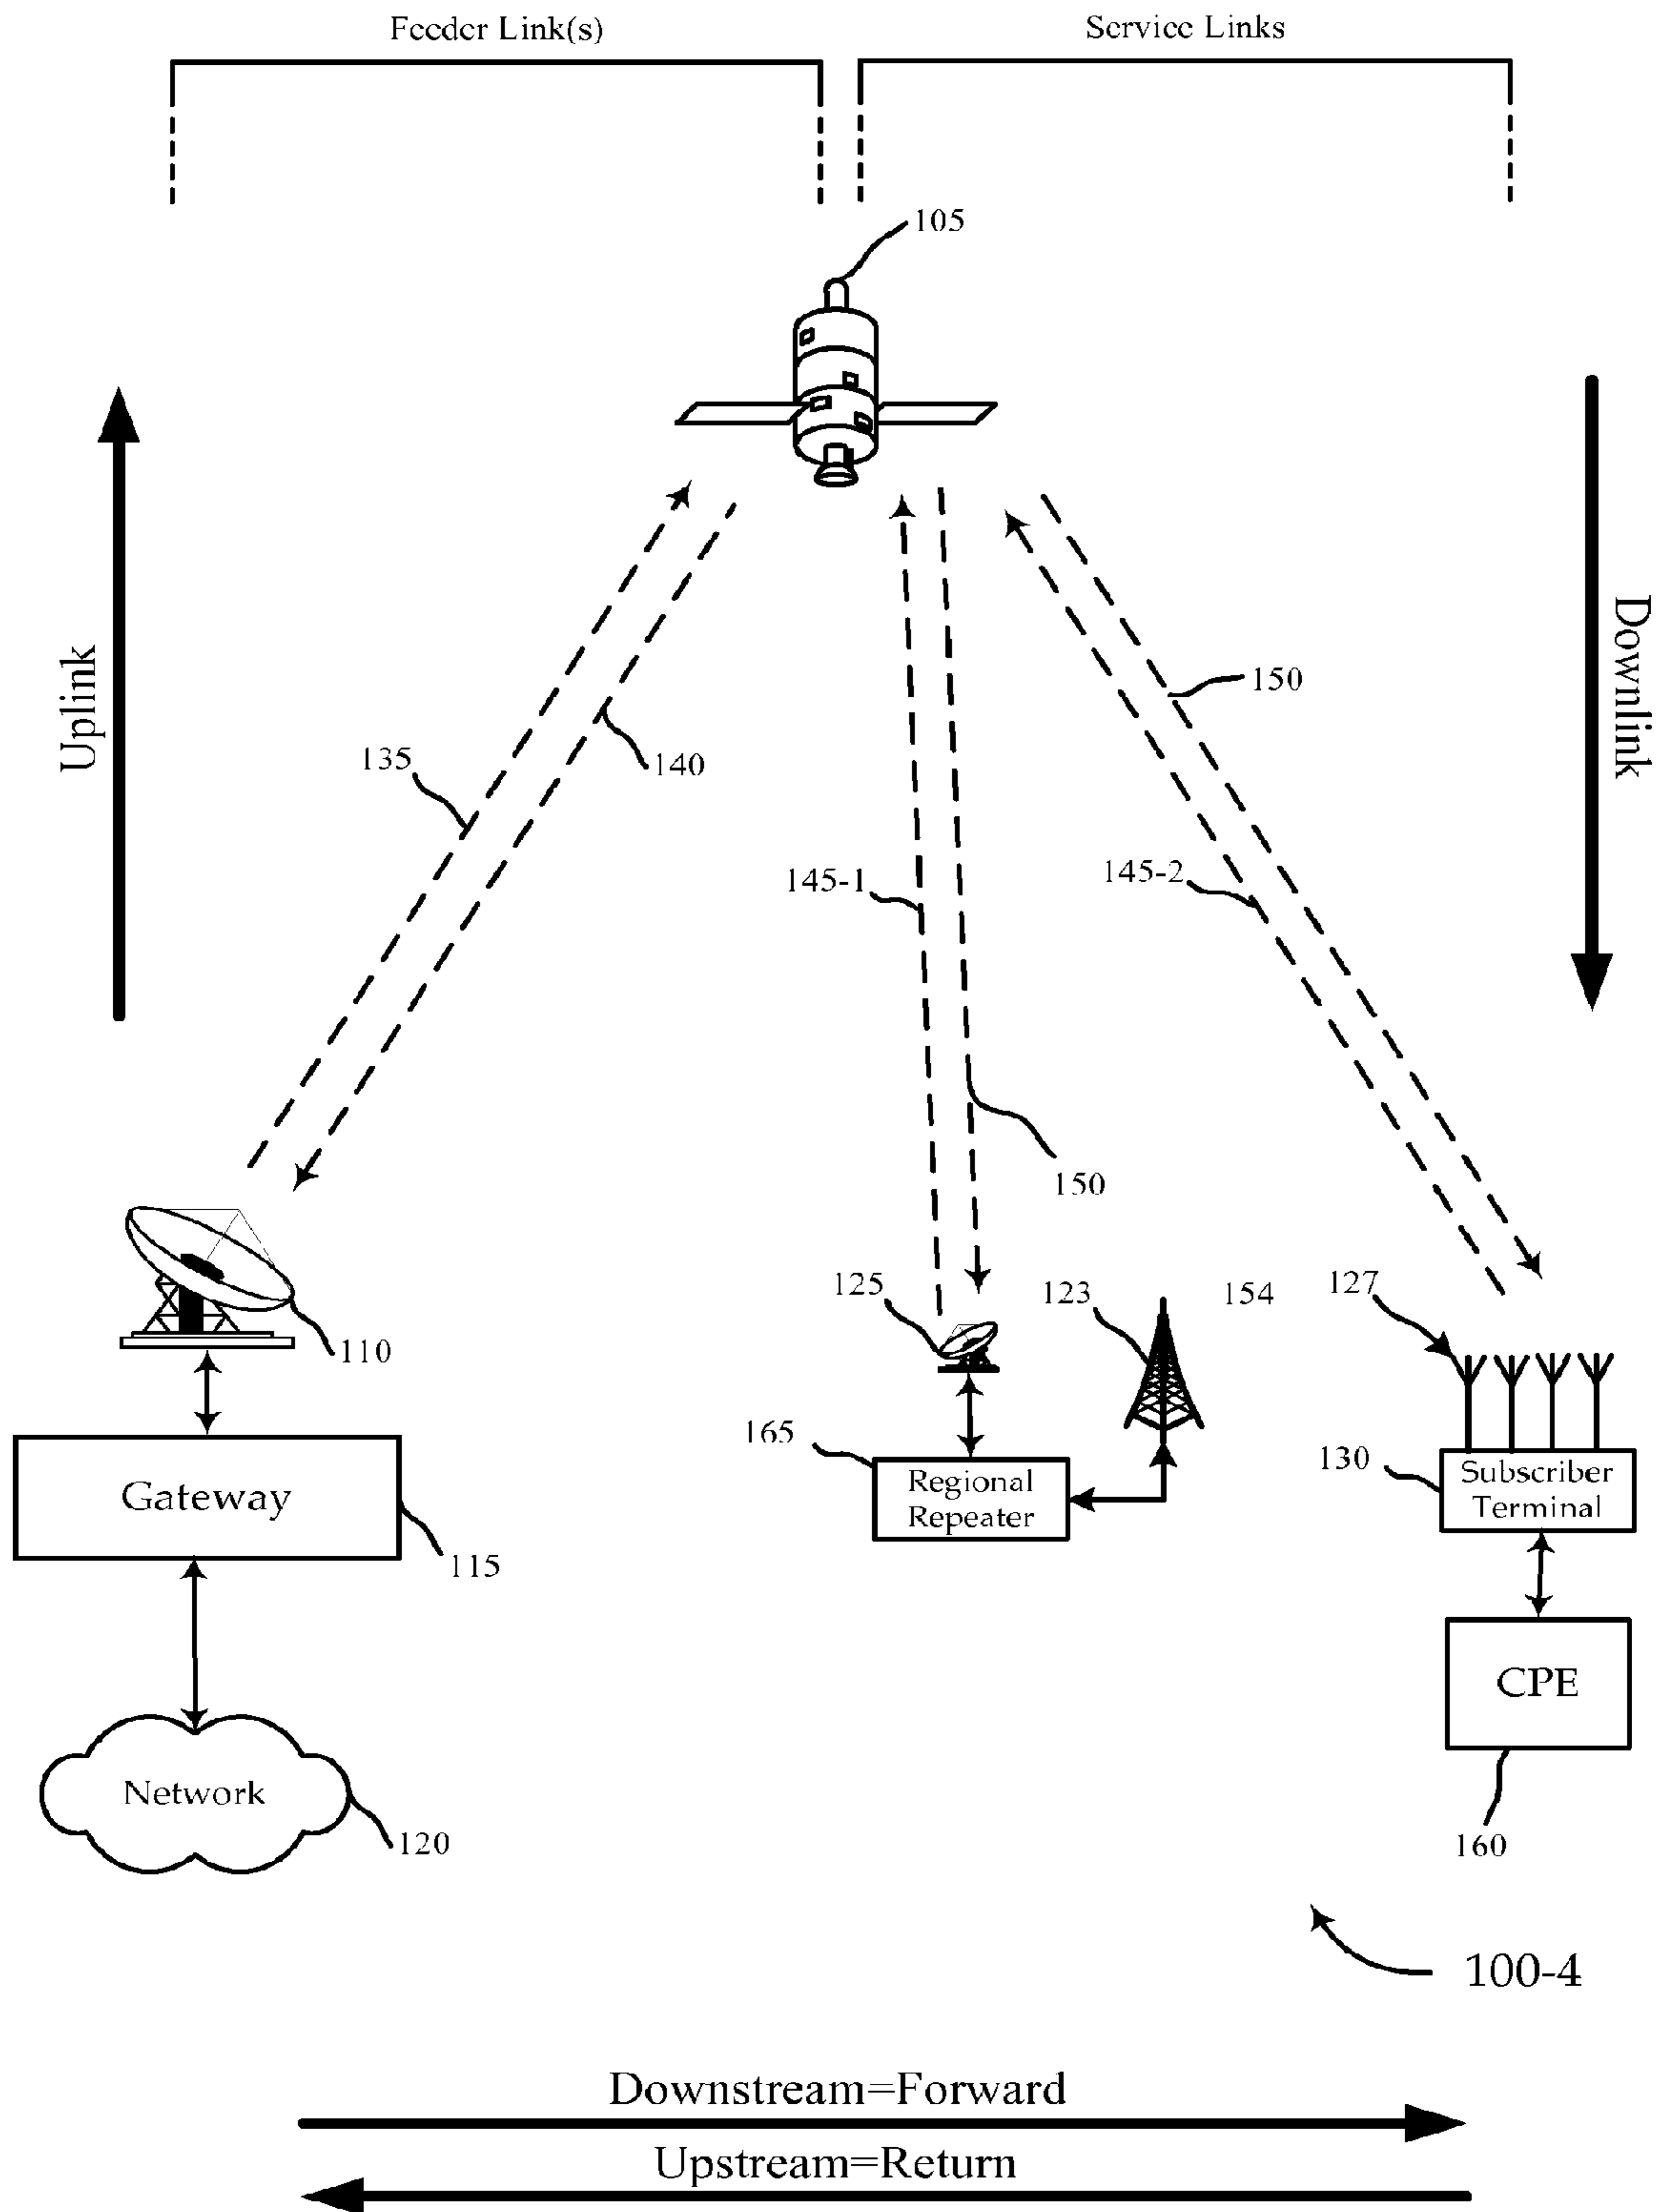 Feeder Link(s)
Service Links
105
Uplink
Downlink
150
135
140
145-1
145-2
150
125
123
154
127
110
165
130
Gateway
Regional
Repeater
Subscriber
Terminal
115
CPE
Network
120
160
100-4
Downstream=Forward
Upstream=Return